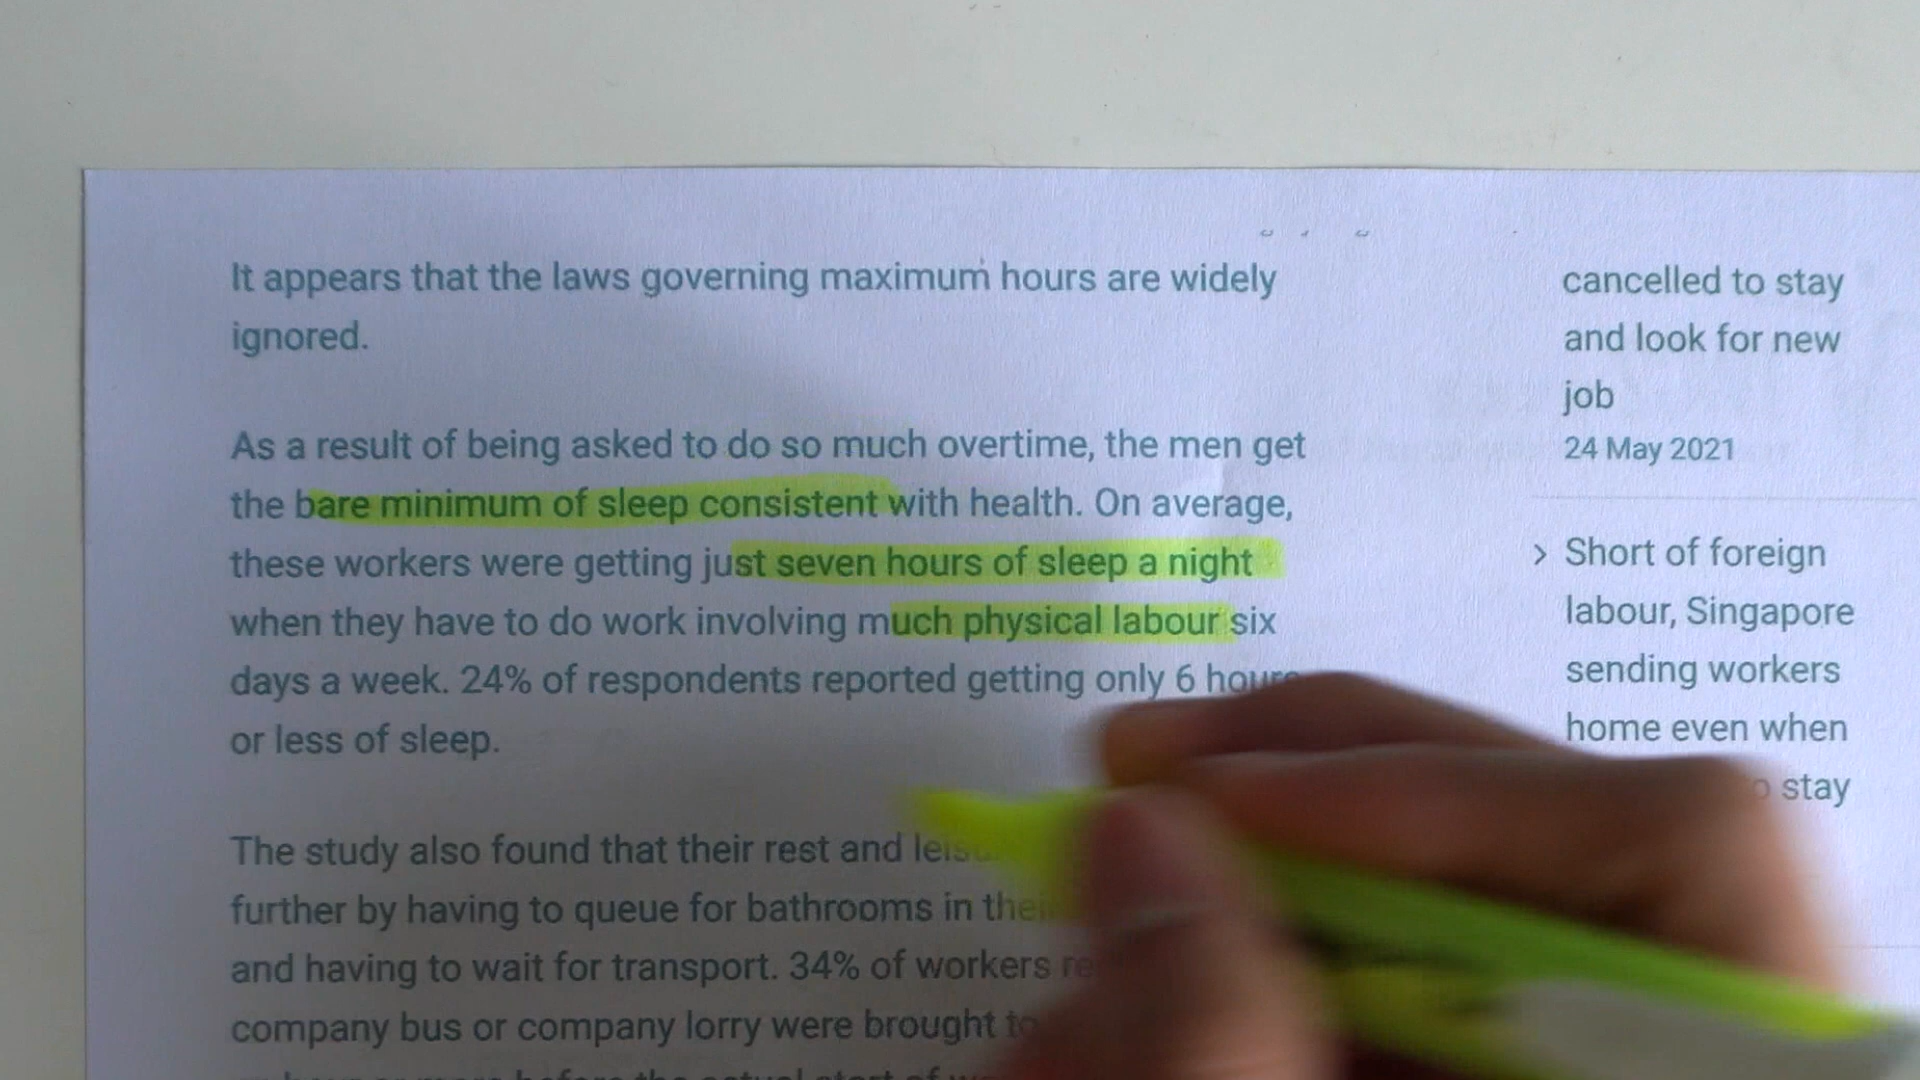 It appears that the laws governing maximum hours are widely
ignored.
As a result of being asked to do so much overtime, the men get
the bare minimum of sleep consistent with health. On average,
these workers were getting just seven hours of sleep a night
when they have to do work involving much physical labour six
days a week. 24% of respondents reported getting only 6 hours
or less of sleep.
The study also found that their rest and
further by having to queue for bathrooms in their
and having to wait for transport. 34% of workers
company bus or company lorry were brought to
cancelled to stay
and look for new
job
24 May 2021
> Short of foreign
labour, Singapore
sending workers
home even when
stay